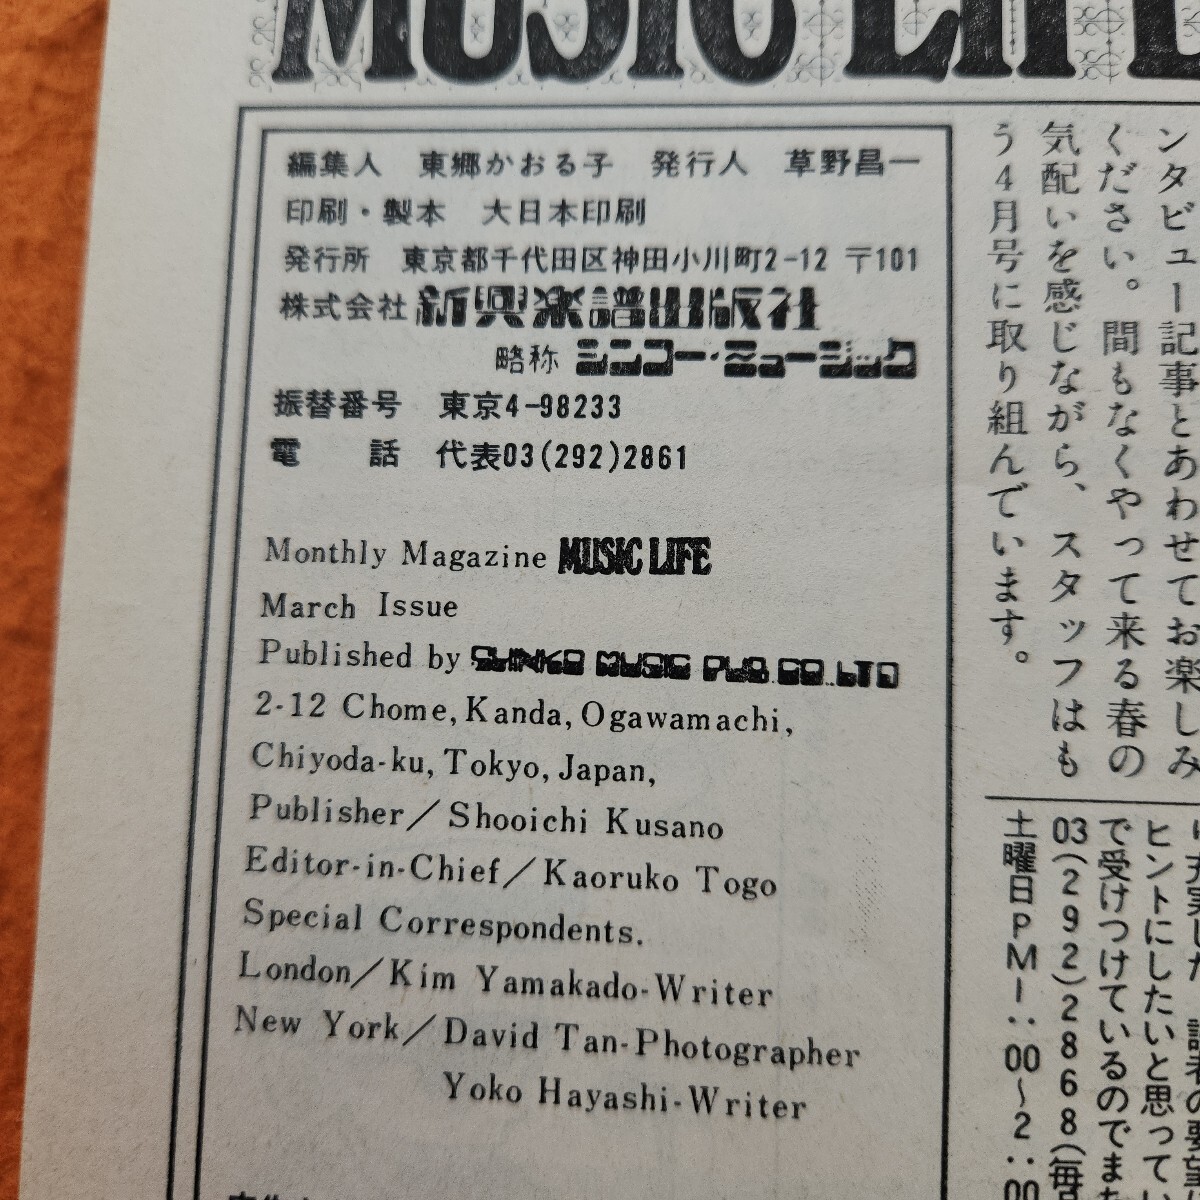 MUSIC LIFE
編集人 東郷かおる子 発行人 草野昌一
印刷・製本 大日本印刷
発行所 東京都千代田区神田小川町2-12 〒101
株式会社 新興楽譜出版社
略称 シンコー・ミュージック
振替番号 東京4-98233
電 話 代表03(292)2861
Monthly Magazine MUSIC LIFE
March Issue
Published by SHINKO MUSIC PUB.CO.,LTD
2-12 Chome, Kanda, Ogawamachi,
Chiyoda-ku, Tokyo, Japan,
Publisher／Shooichi Kusano
Editor-in-Chief／Kaoruko Togo
Special Correspondents.
London／Kim Yamakado-Writer
New York／David Tan-Photographer
Yoko Hayashi-Writer
ンタビュー記事とあわせてお楽しみ
ください。間もなくやって来る春の
気配いを感じながら、スタッフはも
う4月号に取り組んでいます。
ヒントにしたいと思ってい
で受けつけているのでまた
03(292)2868(毎
土曜日PM1:00〜2:00